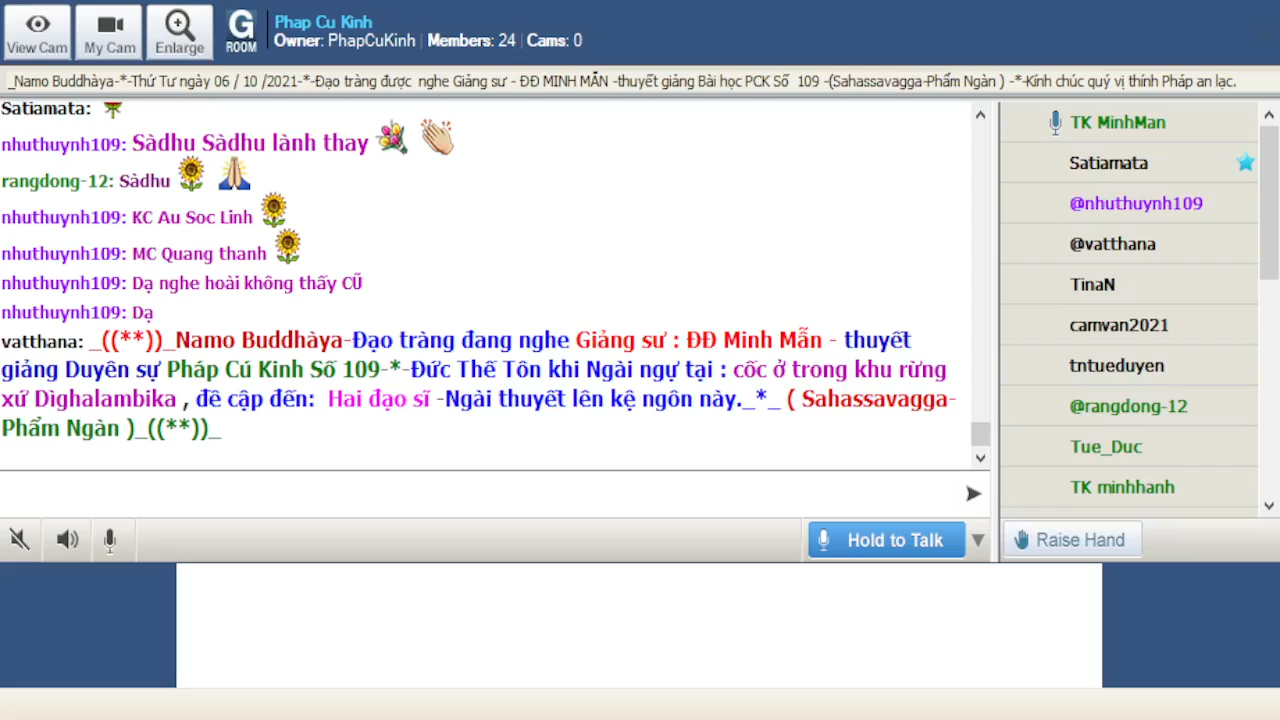 View Cam
My Cam
Enlarge
G
ROOM
Phap Cu Kinh
Owner: PhapCuKinh | Members: 24 | Cams: 0
_Namo Buddhàya-*-Thứ Tư ngày 06 / 10 /2021-*-Đạo tràng được nghe Giảng sư - ĐĐ MINH MẪN -thuyết giảng Bài học PCK Số 109 -(Sahassavagga-Phẩm Ngàn ) -*-Kính chúc quý vị thính Pháp an lạc.
Satiamata:
nhuthuynh109: Sàdhu Sàdhu lành thay
rangdong-12: Sàdhu
nhuthuynh109: KC Au Soc Linh
nhuthuynh109: MC Quang thanh
nhuthuynh109: Dạ nghe hoài không thấy CŨ
nhuthuynh109: Dạ
vatthana: _((**))_Namo Buddhàya-Đạo tràng đang nghe Giảng sư : ĐĐ Minh Mẫn - thuyết
giảng Duyên sự Pháp Cú Kinh Số 109-*-Đức Thế Tôn khi Ngài ngự tại : cốc ở trong khu rừng
xứ Dìghalambika , đề cập đến: Hai đạo sĩ -Ngài thuyết lên kệ ngôn này._*_ ( Sahassavagga-
Phẩm Ngàn )_((**))_
TK MinhMan
Satiamata
@nhuthuynh109
@vatthana
TinaN
camvan2021
tntueduyen
@rangdong-12
Tue_Duc
TK minhhanh
Hold to Talk
Raise Hand